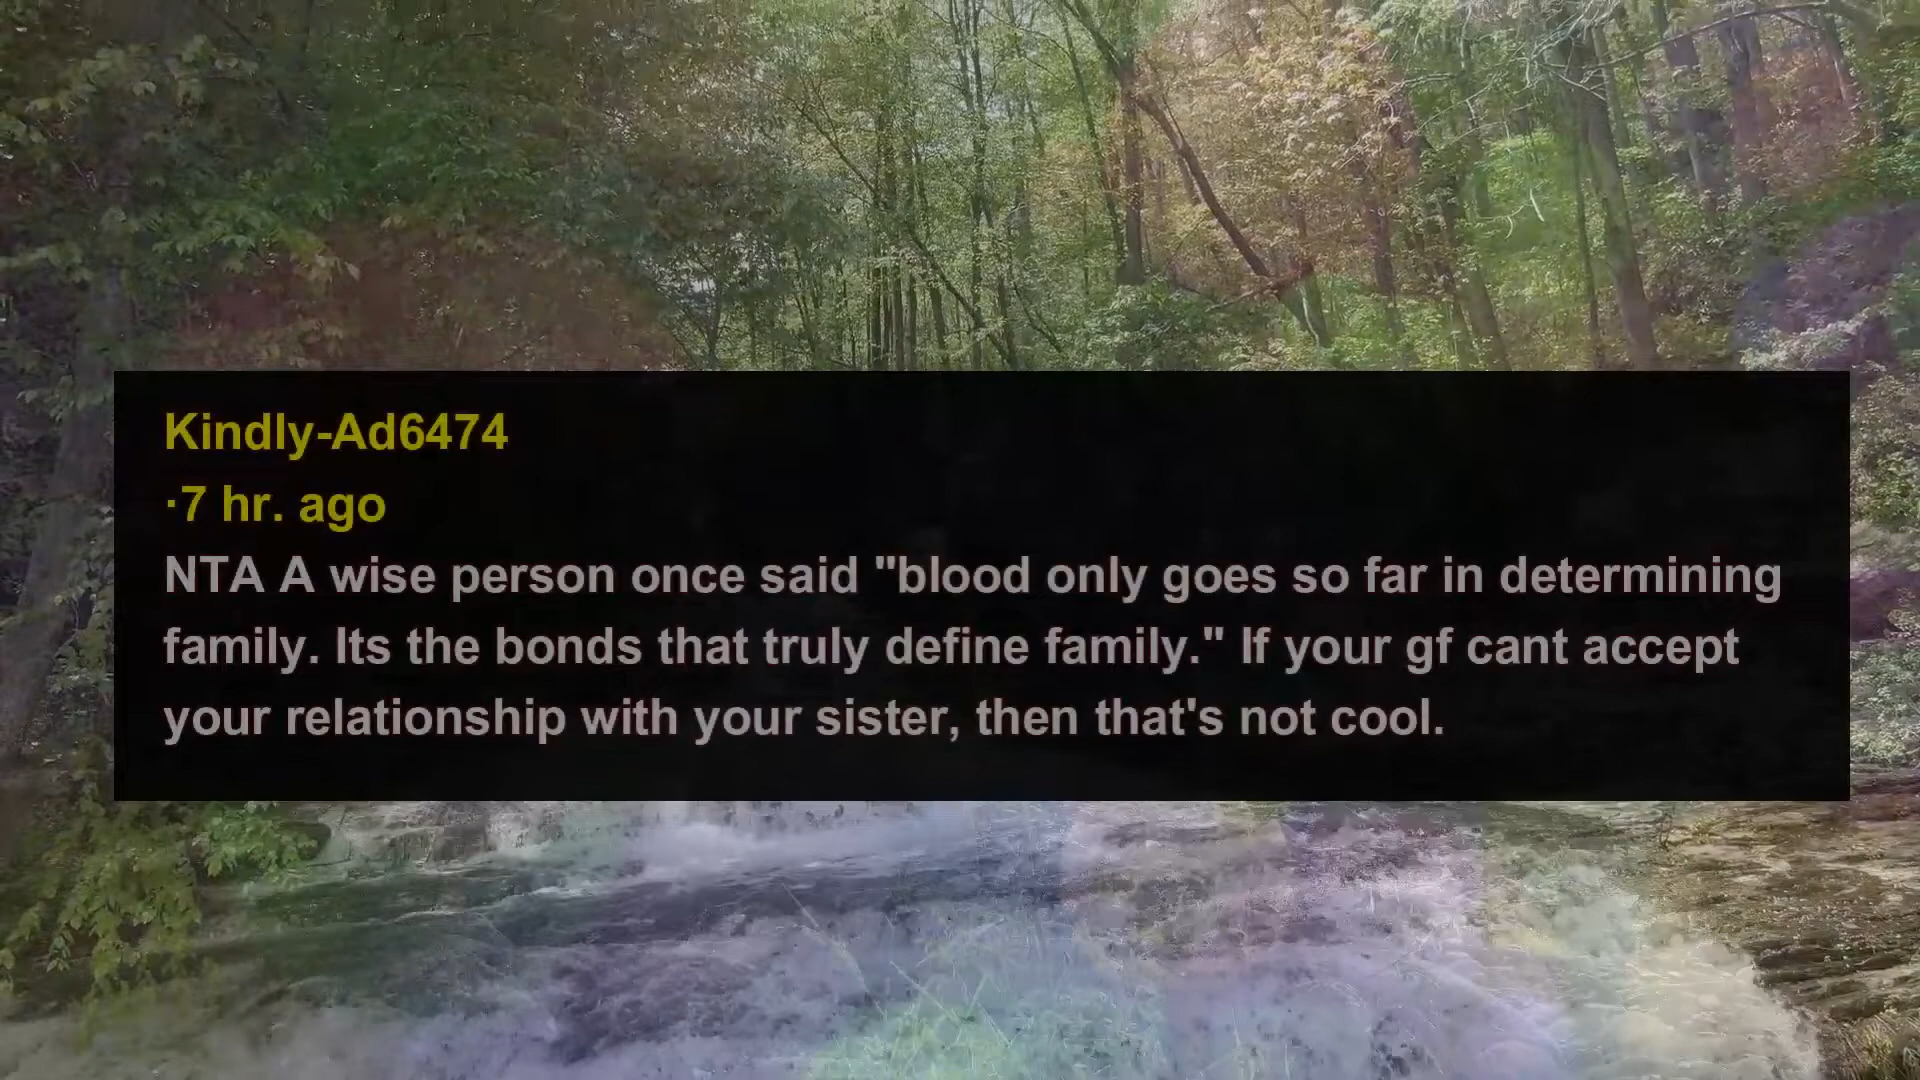 Kindly-Ad6474
·7 hr. ago
NTA A wise person once said "blood only goes so far in determining
family. Its the bonds that truly define family." If your gf cant accept
your relationship with your sister, then that's not cool.